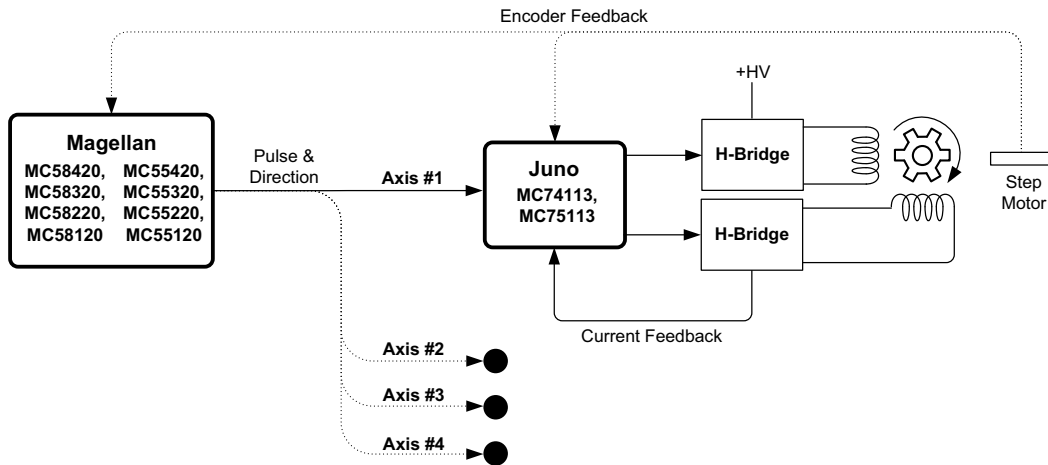 Encoder Feedback
+HV
Magellan
MC58420, MC55420,
MC58320, MC55320,
MC58220, MC55220,
MC58120 MC55120
Pulse &
Direction
Axis #1
Juno
MC74113,
MC75113
H-Bridge
H-Bridge
Step
Motor
Current Feedback
Axis #2
Axis #3
Axis #4